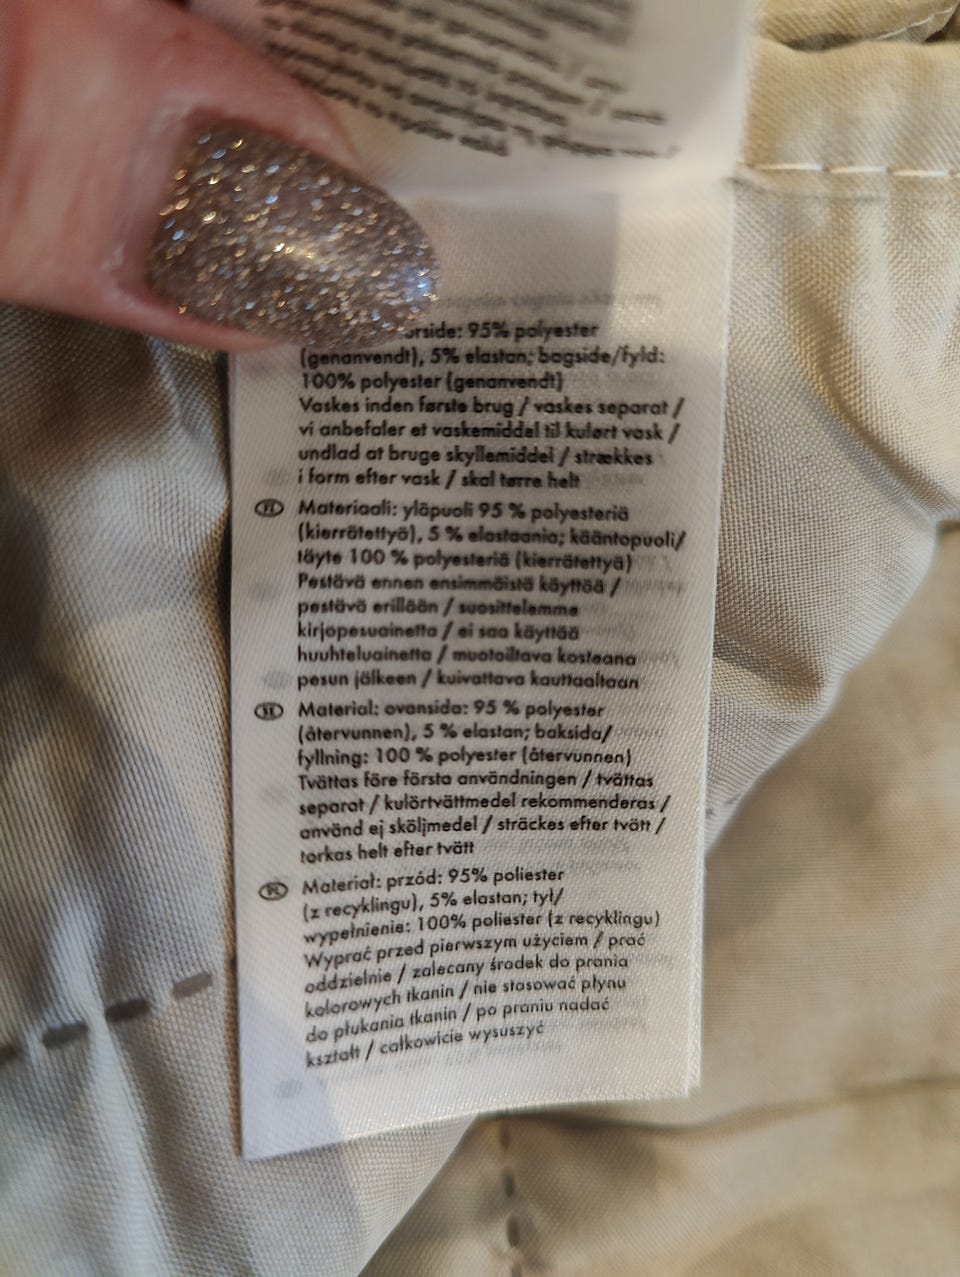 95% polyester
(genanvendt), 5% elastan; bagside/fyld:
100% polyester (genanvendt)
Vaskes inden første brug / vaskes separat /
vi anbefaler et vaskemiddel til kulørt vask /
undlad at bruge skyllemiddel / strækkes
i form efter vask / skal tørre helt
FI Materiaali: yläpuoli 95 % polyesteriä
(kierrätettyä), 5 % elastaania; kääntopuoli/
täyte 100 % polyesteriä (kierrätettyä)
Pestävä ennen ensimmäistä käyttöä /
pestävä erillään / suosittelemme
kirjopesuainetta / ei saa käyttää
huuhteluainetta / muotoiltava kosteana
pesun jälkeen / kuivattava kauttaaltaan
SE Material: ovansida: 95 % polyester
(återvunnen), 5 % elastan; baksida/
fyllning: 100 % polyester (återvunnen)
Tvättas före första användningen / tvättas
separat / kulörtvättmedel rekommenderas /
använd ej sköljmedel / sträckes efter tvätt /
torkas helt efter tvätt
PL Materiał: przód: 95% poliester
(z recyklingu), 5% elastan; tył/
wypełnienie: 100% poliester (z recyklingu)
Wyprać przed pierwszym użyciem / prać
oddzielnie / zalecany środek do prania
kolorowych tkanin / nie stosować płynu
do płukania tkanin / po praniu nadać
kształt / całkowicie wysuszyć